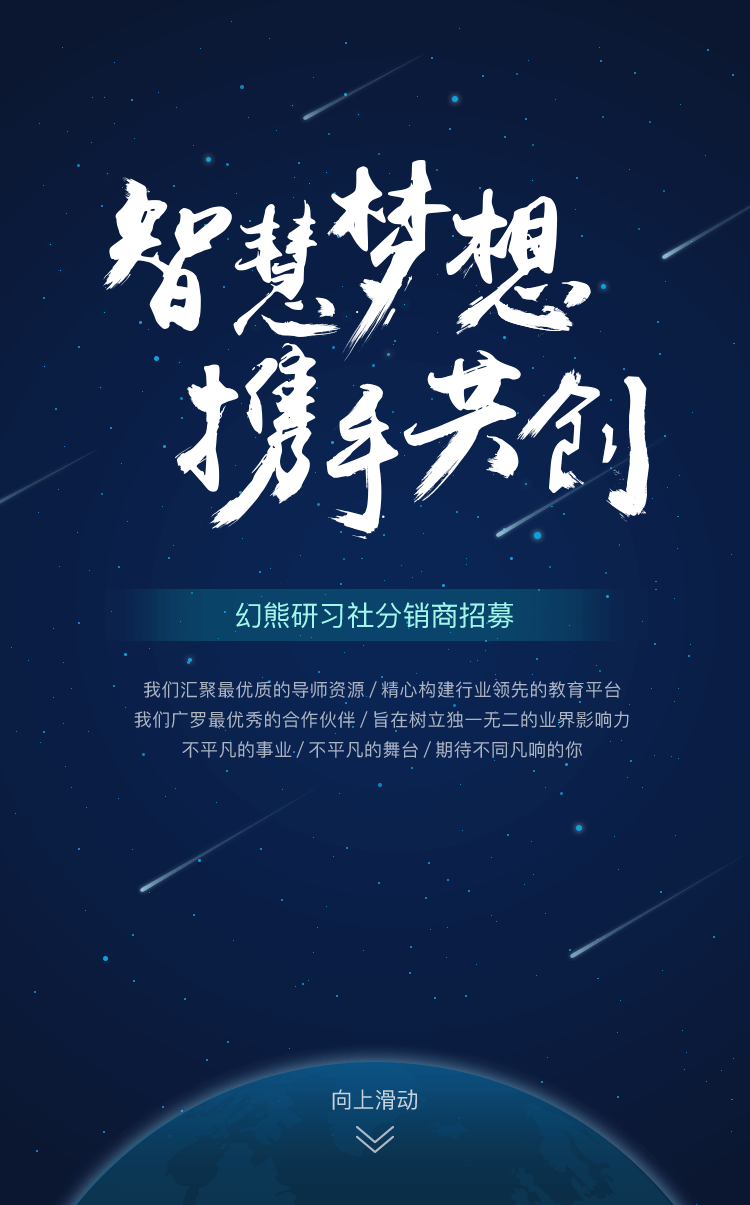 智慧梦想
携手共创
幻熊研习社分销商招募
我们汇聚最优质的导师资源 / 精心构建行业领先的教育平台
我们广罗最优秀的合作伙伴 / 旨在树立独一无二的业界影响力
不平凡的事业 / 不平凡的舞台 / 期待不同凡响的你
向上滑动